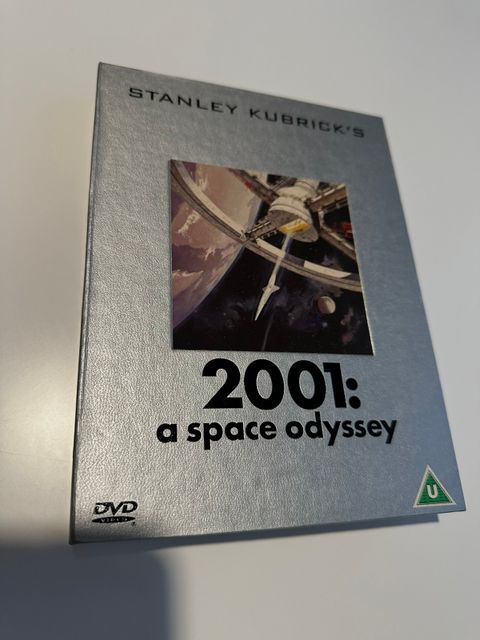 STANLEY KUBRICK'S
2001:
a space odyssey
DVD
VIDEO
U